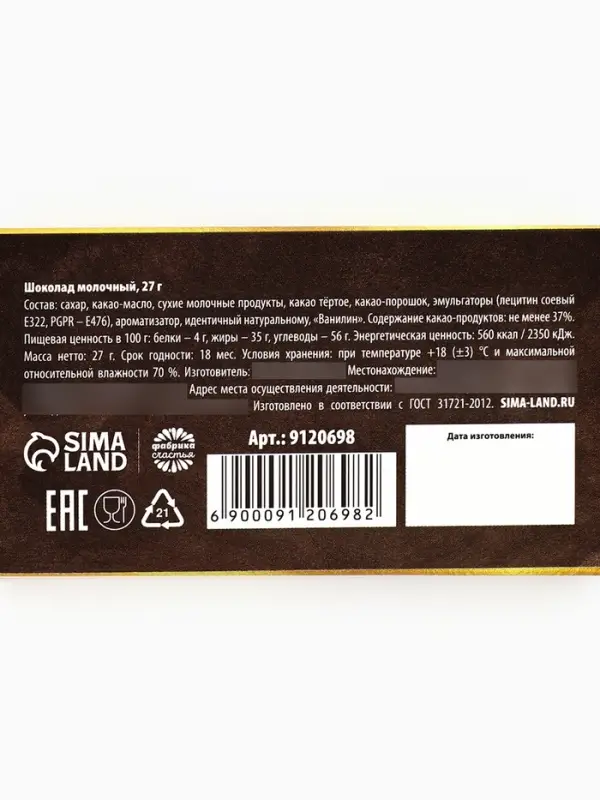 Шоколад молочный, 27 г
Состав: сахар, какао-масло, сухие молочные продукты, какао тёртое, какао-порошок, эмульгаторы (лецитин соевый
Е322, PGPR – Е476), ароматизатор, идентичный натуральному, «Ванилин». Содержание какао-продуктов: не менее 37%.
Пищевая ценность в 100 г: белки – 4 г, жиры – 35 г, углеводы – 56 г. Энергетическая ценность: 560 ккал / 2350 кДж.
Масса нетто: 27 г. Срок годности: 18 мес. Условия хранения: при температуре +18 (±3) °С и максимальной
относительной влажности 70 %. Изготовитель: Местонахождение:
Адрес места осуществления деятельности:
Изготовлено в соответствии с ГОСТ 31721-2012. SIMA-LAND.RU
SIMA
LAND
фабрика
счастья
Арт.: 9120698
Дата изготовления:
EAC
21
6 900091 206982